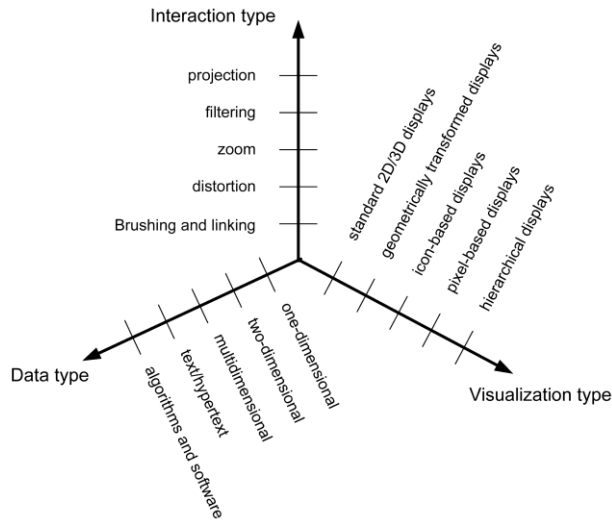 Interaction type
projection
filtering
zoom
distortion
Brushing and linking
standard 2D/3D displays
geometrically transformed displays
icon-based displays
pixel-based displays
hierarchical displays
Visualization type
one-dimensional
two-dimensional
multidimensional
text/hypertext
algorithms and software
Data type